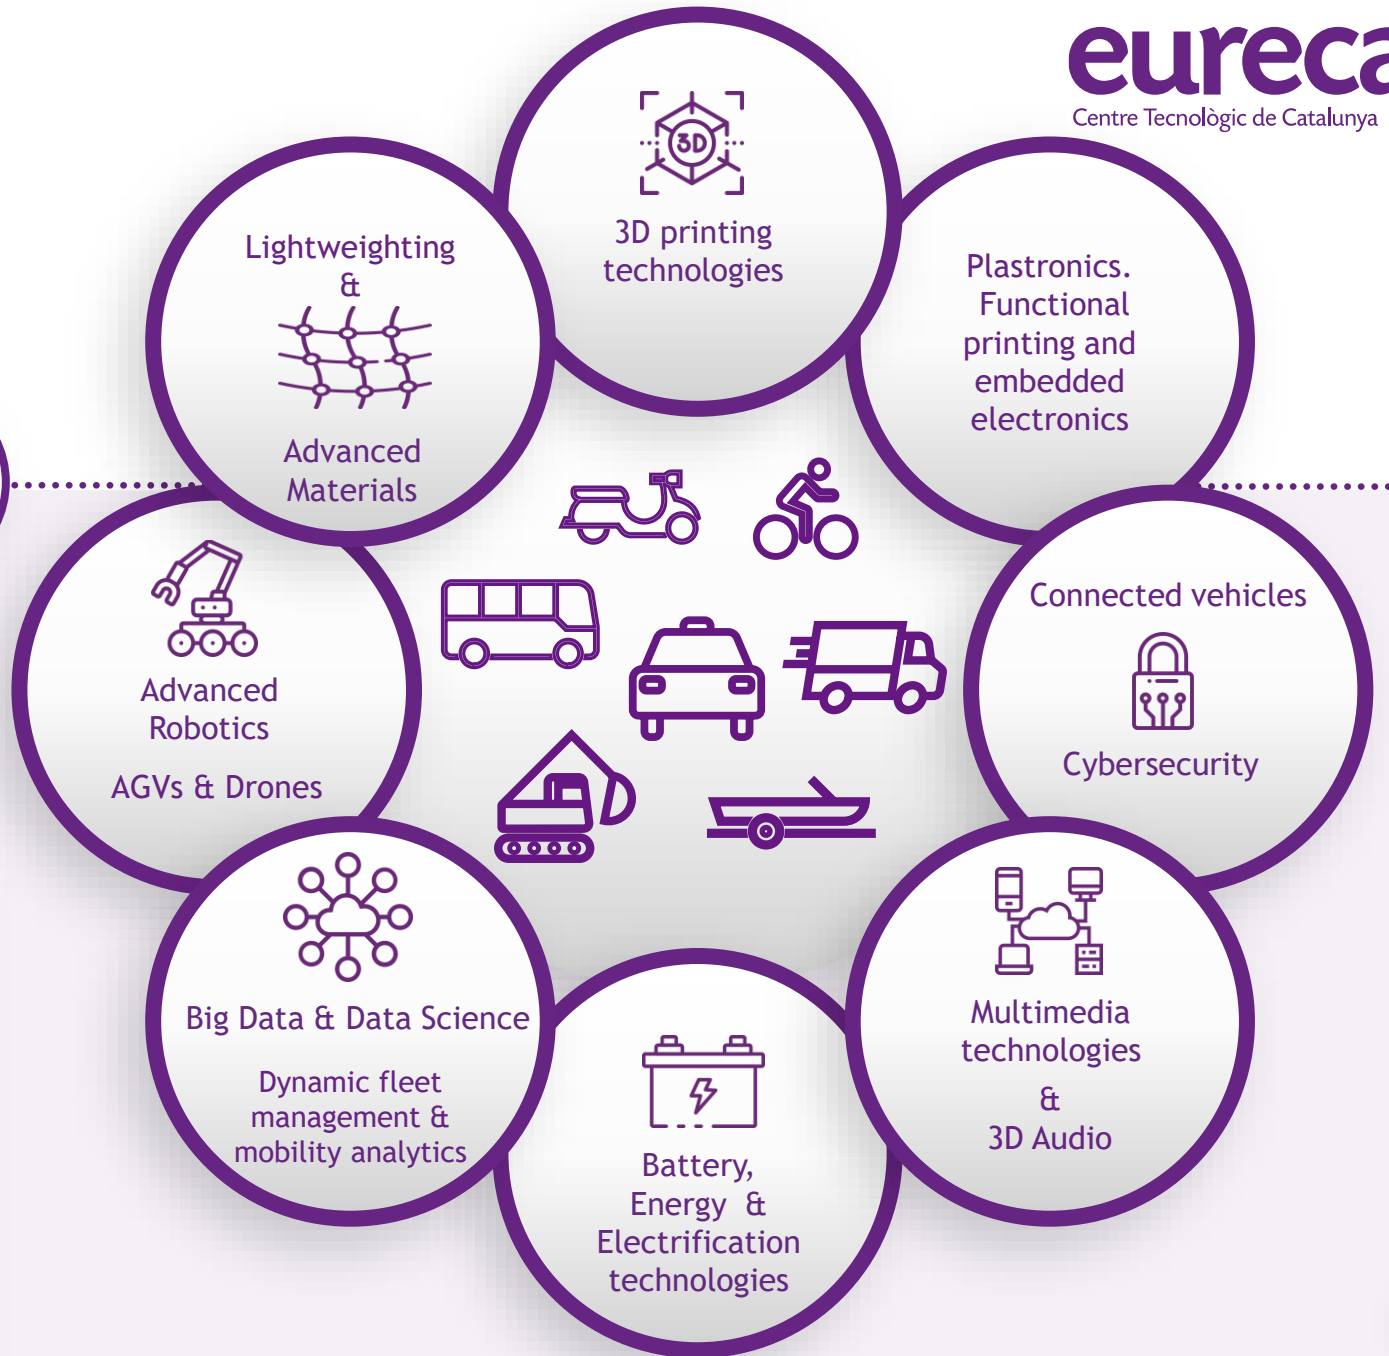 eureca
Centre Tecnològic de Catalunya
3D
3D printing
technologies
Lightweighting
&
Advanced
Materials
Plastronics.
Functional
printing and
embedded
electronics
Connected vehicles
Cybersecurity
Advanced
Robotics
AGVs & Drones
Big Data & Data Science
Dynamic fleet
management &
mobility analytics
Multimedia
technologies
&
3D Audio
Battery,
Energy &
Electrification
technologies